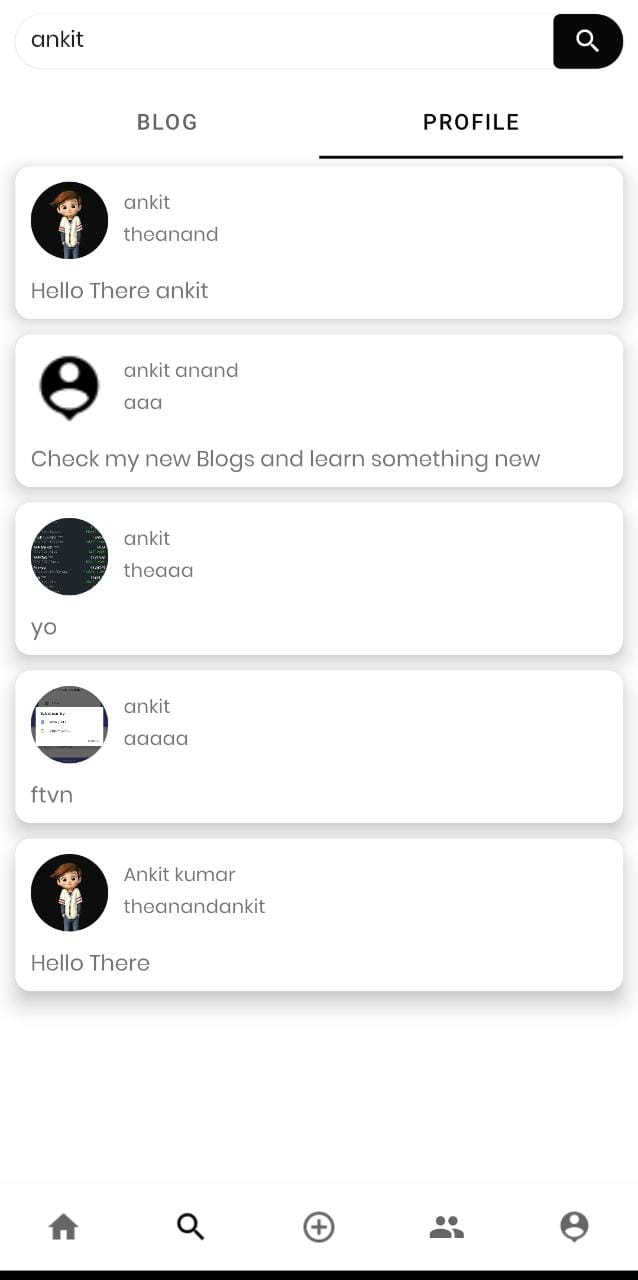 ankit
BLOG PROFILE
ankit
theanand
Hello There ankit
ankit anand
aaa
Check my new Blogs and learn something new
ankit
theaaa
yo
ankit
aaaaa
ftvn
Ankit kumar
theanandankit
Hello There